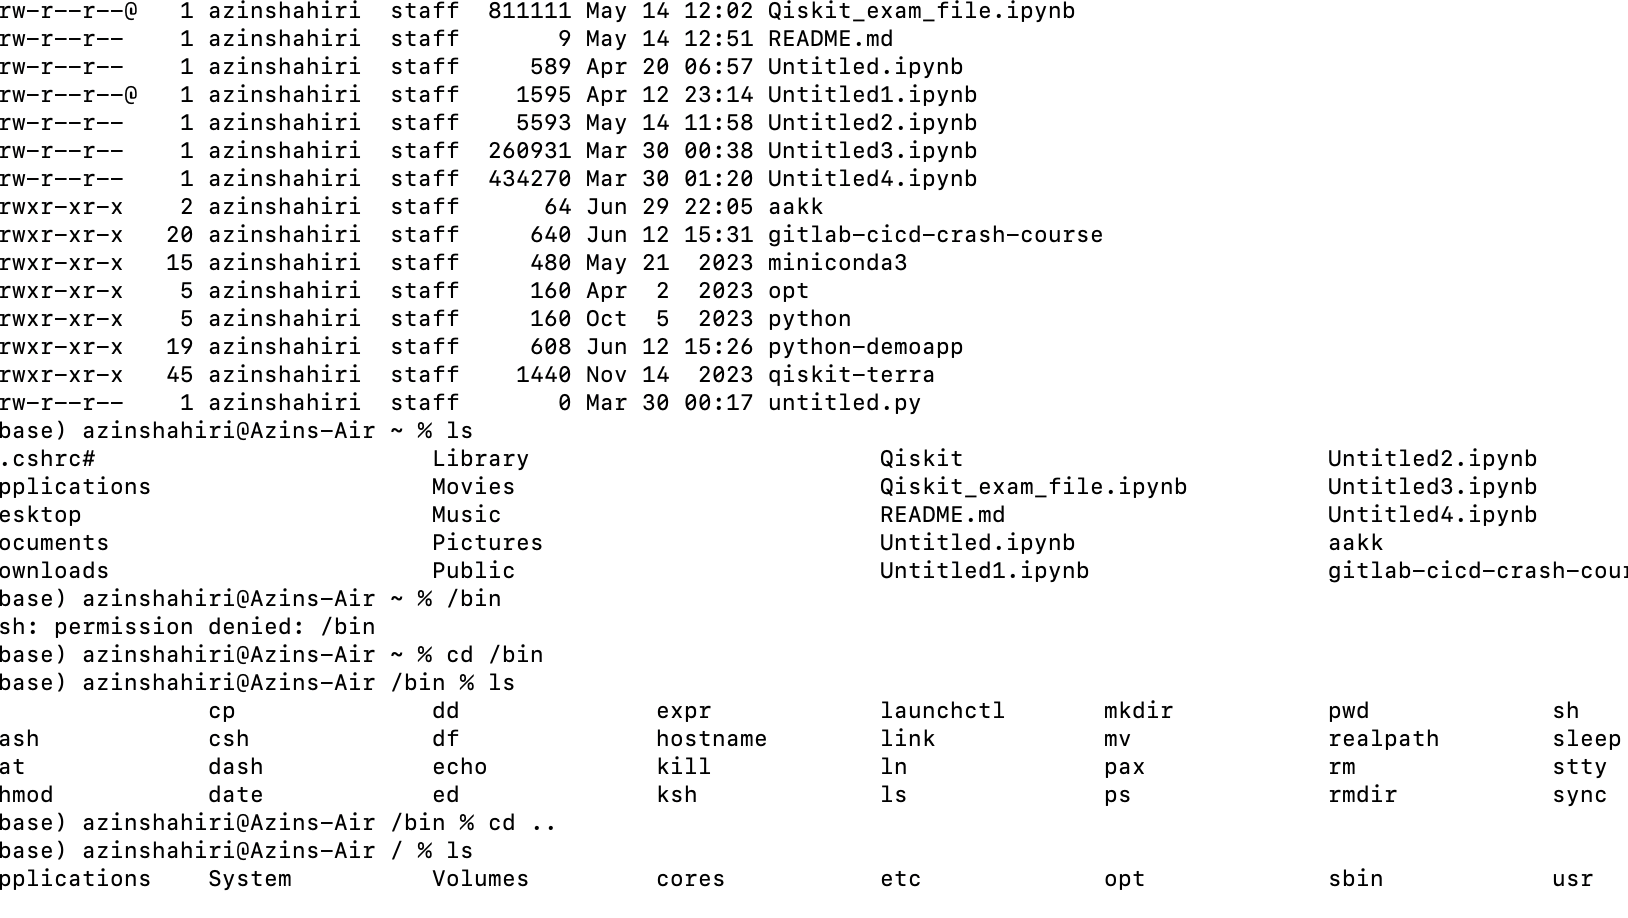 rw-r--r--@   1 azinshahiri  staff  811111 May 14 12:02 Qiskit_exam_file.ipynb
rw-r--r--    1 azinshahiri  staff       9 May 14 12:51 README.md
rw-r--r--    1 azinshahiri  staff     589 Apr 20 06:57 Untitled.ipynb
rw-r--r--@   1 azinshahiri  staff    1595 Apr 12 23:14 Untitled1.ipynb
rw-r--r--    1 azinshahiri  staff    5593 May 14 11:58 Untitled2.ipynb
rw-r--r--    1 azinshahiri  staff  260931 Mar 30 00:38 Untitled3.ipynb
rw-r--r--    1 azinshahiri  staff  434270 Mar 30 01:20 Untitled4.ipynb
rwxr-xr-x    2 azinshahiri  staff      64 Jun 29 22:05 aakk
rwxr-xr-x   20 azinshahiri  staff     640 Jun 12 15:31 gitlab-cicd-crash-course
rwxr-xr-x   15 azinshahiri  staff     480 May 21  2023 miniconda3
rwxr-xr-x    5 azinshahiri  staff     160 Apr  2  2023 opt
rwxr-xr-x    5 azinshahiri  staff     160 Oct  5  2023 python
rwxr-xr-x   19 azinshahiri  staff     608 Jun 12 15:26 python-demoapp
rwxr-xr-x   45 azinshahiri  staff    1440 Nov 14  2023 qiskit-terra
rw-r--r--    1 azinshahiri  staff       0 Mar 30 00:17 untitled.py
base) azinshahiri@Azins-Air ~ % ls
.cshrc#                        Library                         Qiskit                          Untitled2.ipynb
pplications                    Movies                          Qiskit_exam_file.ipynb          Untitled3.ipynb
esktop                         Music                           README.md                       Untitled4.ipynb
ocuments                       Pictures                        Untitled.ipynb                  aakk
ownloads                       Public                          Untitled1.ipynb                 gitlab-cicd-crash-cour
base) azinshahiri@Azins-Air ~ % /bin
sh: permission denied: /bin
base) azinshahiri@Azins-Air ~ % cd /bin
base) azinshahiri@Azins-Air /bin % ls
               cp              dd              expr            launchctl       mkdir           pwd             sh
ash            csh             df              hostname        link            mv              realpath        sleep
at             dash            echo            kill            ln              pax             rm              stty
hmod           date            ed              ksh             ls              ps              rmdir           sync
base) azinshahiri@Azins-Air /bin % cd ..
base) azinshahiri@Azins-Air / % ls
pplications    System          Volumes         cores           etc             opt             sbin            usr